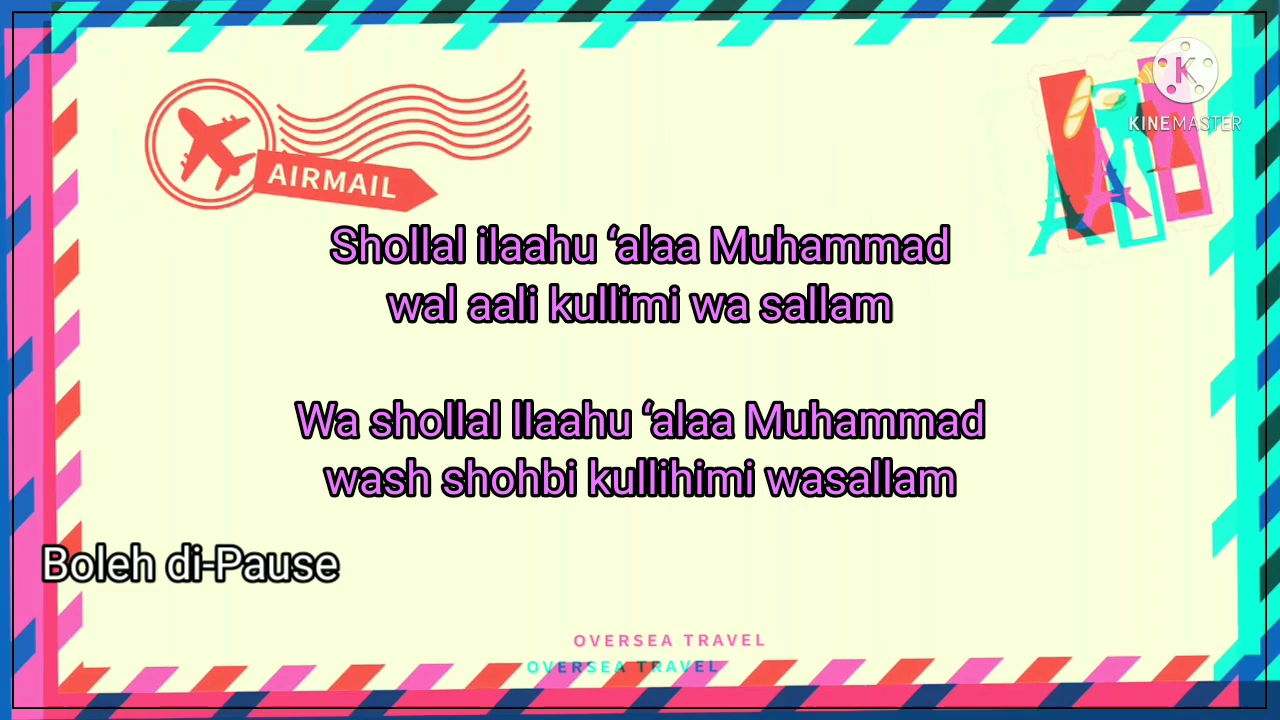 KINEMASTER
AIRMAIL
Shollal ilaahu ‘alaa Muhammad
wal aali kullimi wa sallam
Wa shollal llaahu ‘alaa Muhammad
wash shohbi kullihimi wasallam
Boleh di-Pause
OVERSEA TRAVEL
OVERSEA TRAVEL